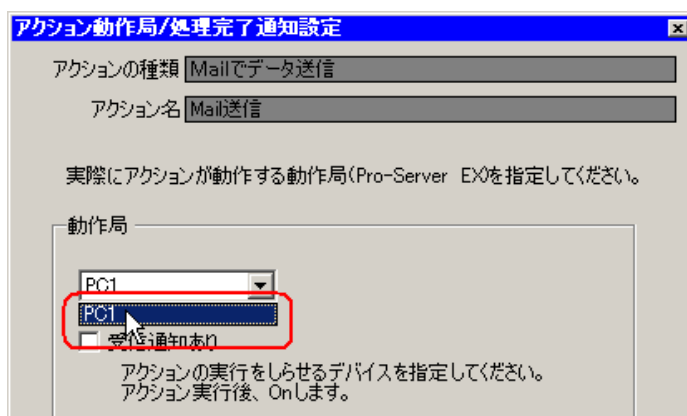 アクション動作局/処理完了通知設定
アクションの種類 Mailでデータ送信
アクション名 Mail送信
実際にアクションが動作する動作局(Pro-Server EX)を指定してください。
動作局
PC1
PC1
受信通知あり
アクションの実行をしらせるデバイスを指定してください。
アクション実行後、Onします。